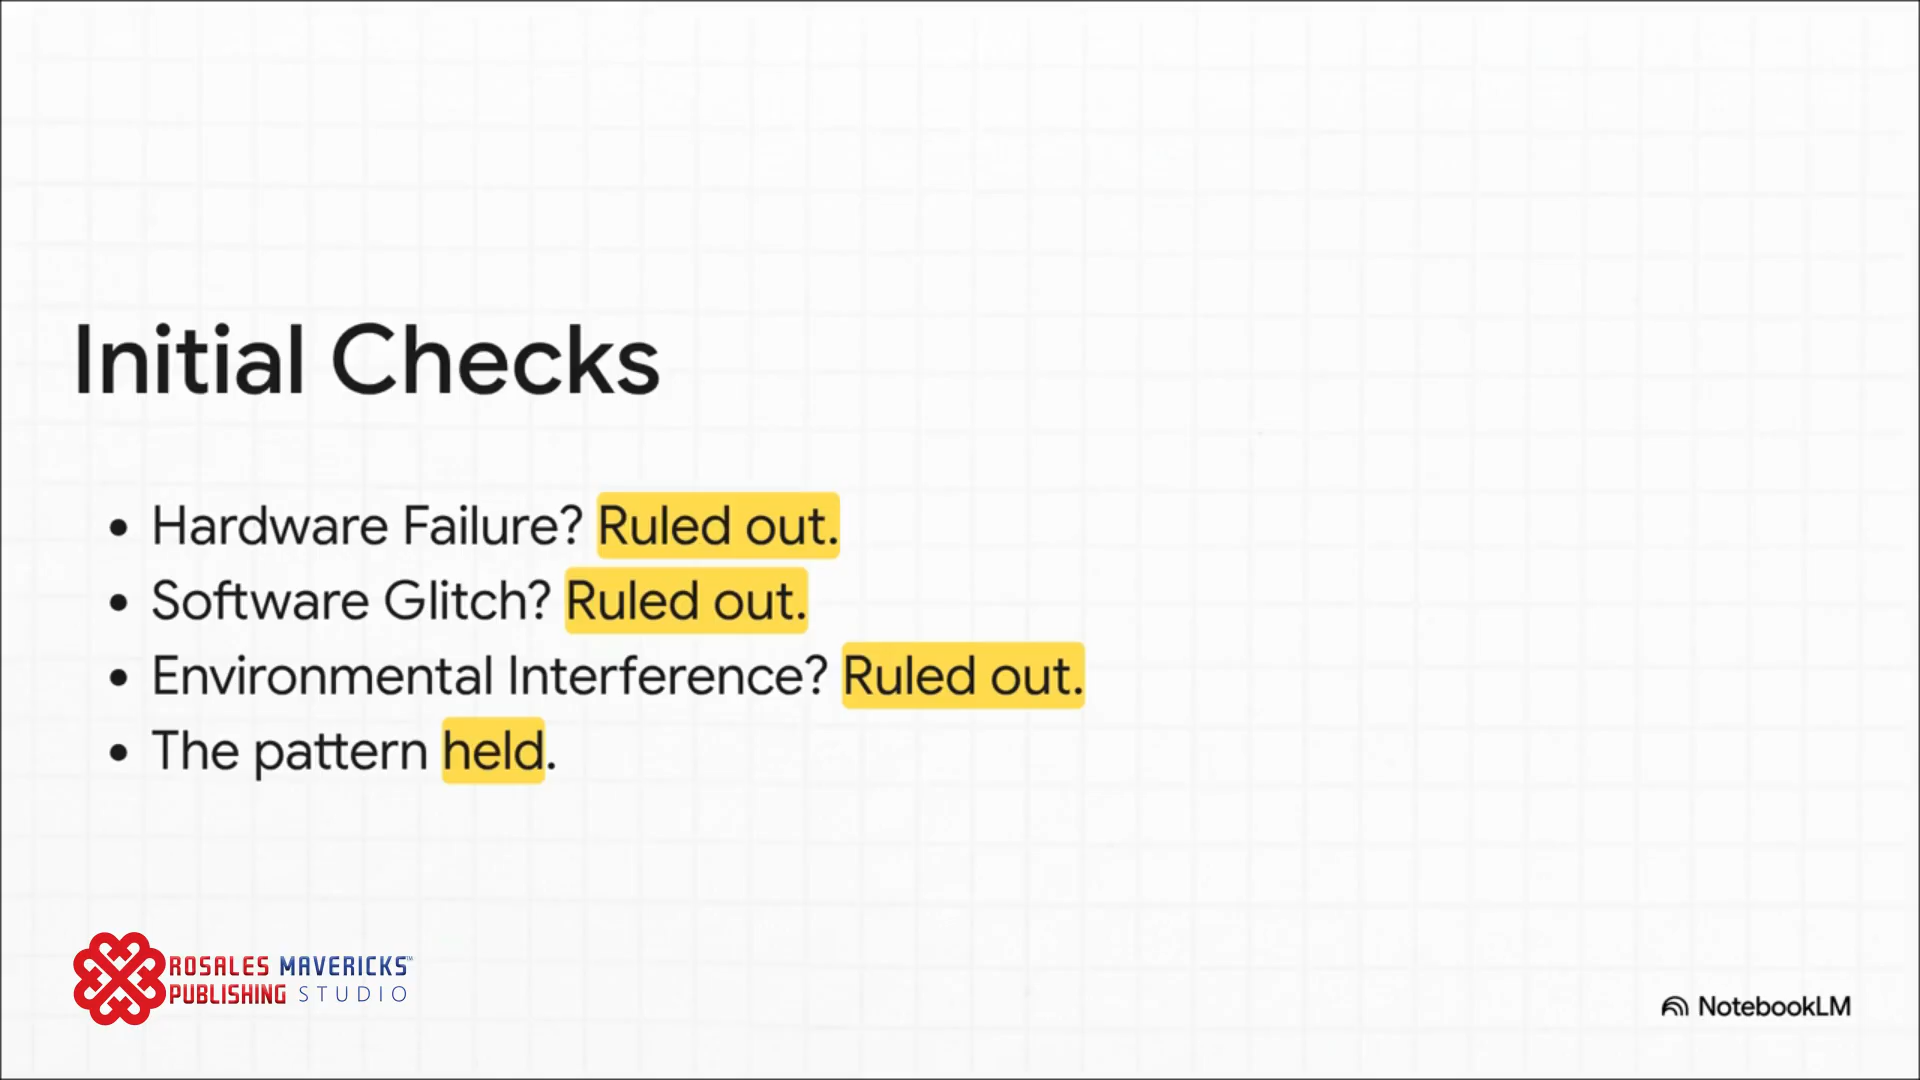 Initial Checks
• Hardware Failure? Ruled out.
• Software Glitch? Ruled out.
• Environmental Interference? Ruled out.
• The pattern held.
ROSALES MAVERICKS™
PUBLISHING STUDIO
NotebookLM